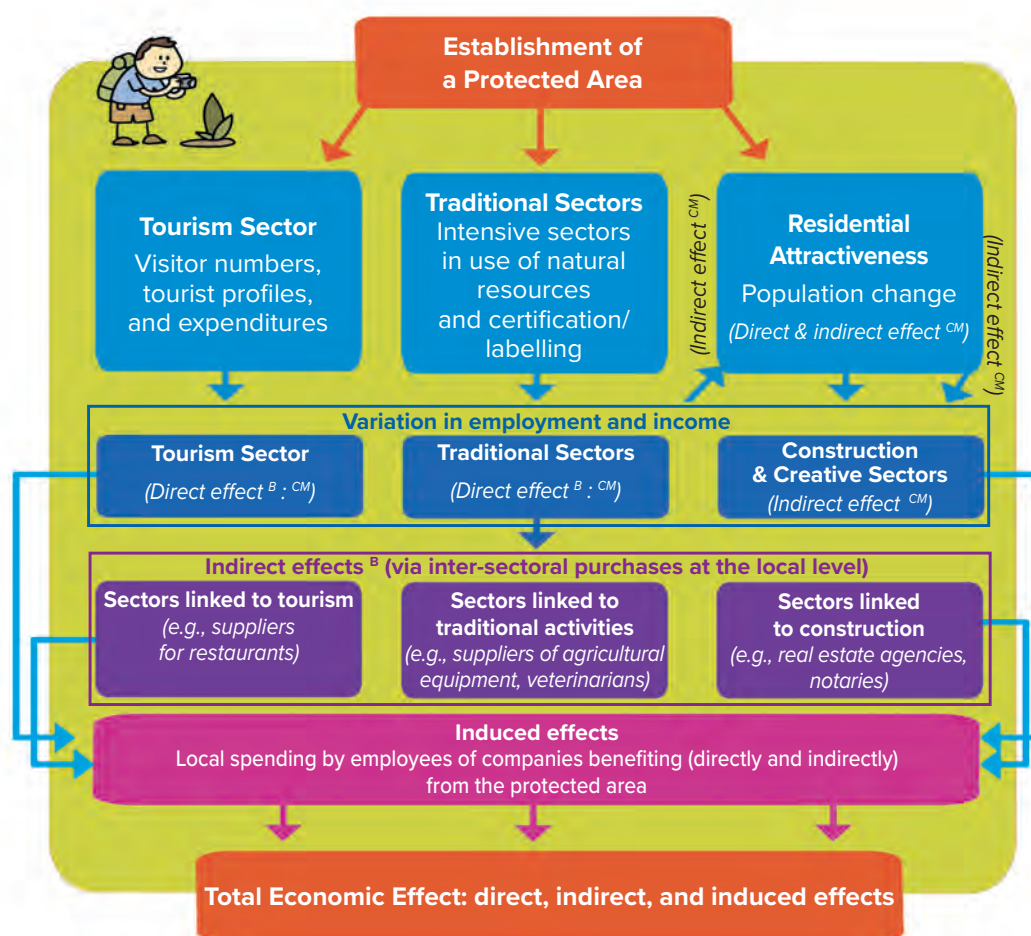 Establishment of
a Protected Area
Tourism Sector
Visitor numbers,
tourist profiles,
and expenditures
Traditional Sectors
Intensive sectors
in use of natural
resources
and certification/
labelling
(Indirect effect CM)
Residential
Attractiveness
Population change
(Direct & indirect effect CM)
(Indirect effect CM)
Variation in employment and income
Tourism Sector
(Direct effect B : CM)
Traditional Sectors
(Direct effect B : CM)
Construction
& Creative Sectors
(Indirect effect CM)
Indirect effects B (via inter-sectoral purchases at the local level)
Sectors linked to tourism
(e.g., suppliers
for restaurants)
Sectors linked to
traditional activities
(e.g., suppliers of agricultural
equipment, veterinarians)
Sectors linked
to construction
(e.g., real estate agencies,
notaries)
Induced effects
Local spending by employees of companies benefiting (directly and indirectly)
from the protected area
Total Economic Effect: direct, indirect, and induced effects